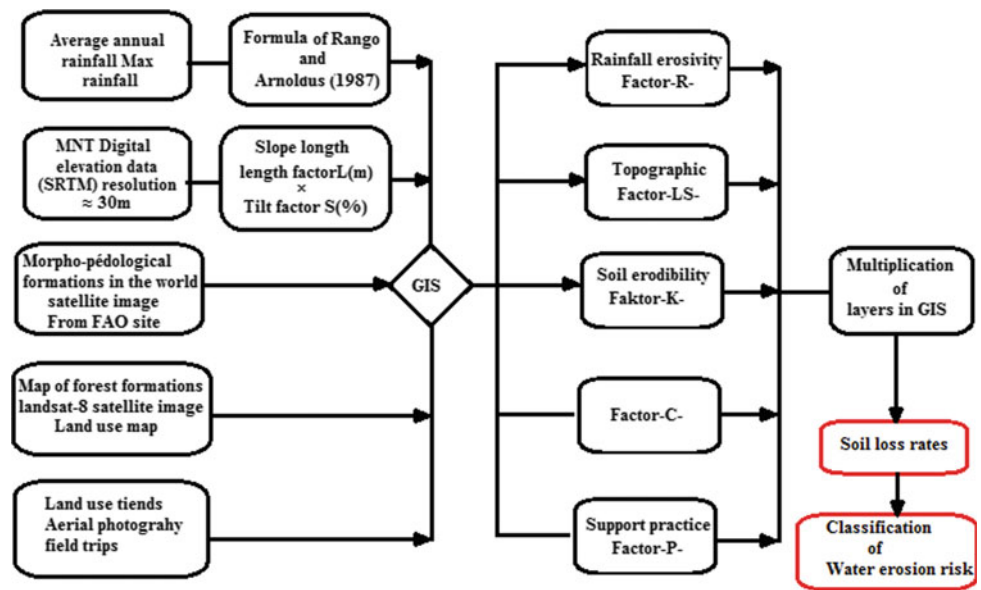 Average annual
rainfall Max
rainfall
Formula of Rango
and
Arnoldus (1987)
MNT Digital
elevation data
(SRTM) resolution
≈ 30m
Slope length
length factorL(m)
×
Tilt factor S(%)
Morpho-pédological
formations in the world
satellite image
From FAO site
Map of forest formations
landsat-8 satellite image
Land use map
Land use tiends
Aerial photograhy
field trips
GIS
Rainfall erosivity
Factor-R-
Topographic
Factor-LS-
Soil erodibility
Faktor-K-
Factor-C-
Support practice
Factor-P-
Multiplication
of
layers in GIS
Soil loss rates
Classification
of
Water erosion risk